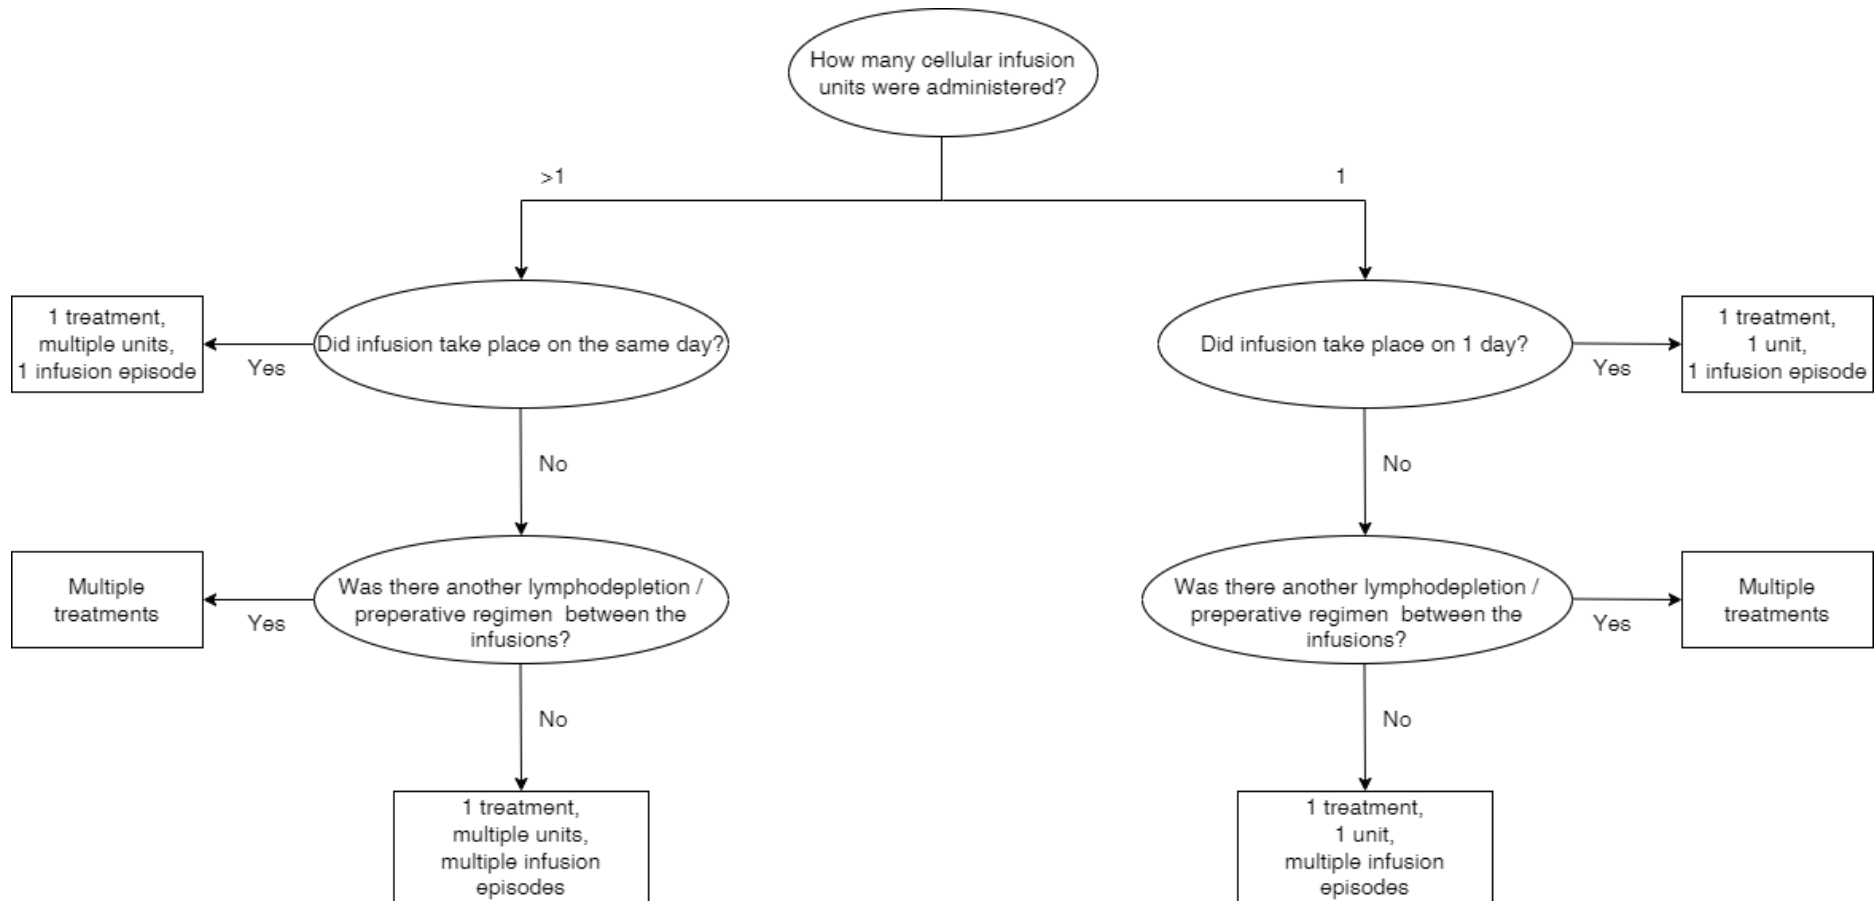 How many cellular infusion
units were administered?
>1
1
1 treatment,
multiple units,
1 infusion episode
Yes
Did infusion take place on the same day?
Did infusion take place on 1 day?
Yes
1 treatment,
1 unit,
1 infusion episode
No
No
Multiple
treatments
Yes
Was there another lymphodepletion /
preperative regimen between the
infusions?
Was there another lymphodepletion /
preperative regimen between the
infusions?
Yes
Multiple
treatments
No
No
1 treatment,
multiple units,
multiple infusion
episodes
1 treatment,
1 unit,
multiple infusion
episodes